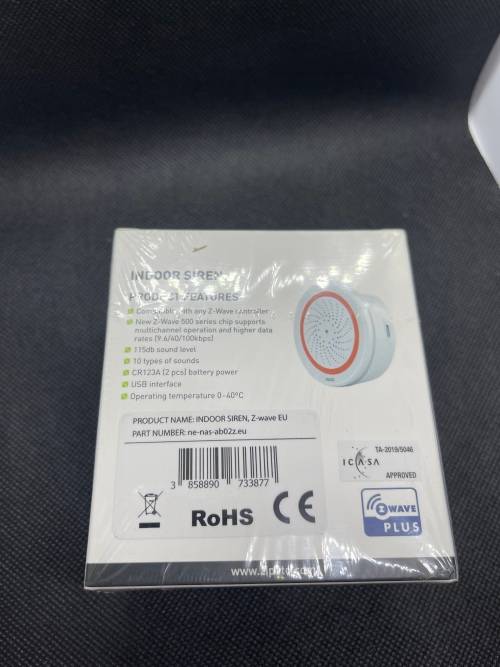 INDOOR SIREN
PRODUCT FEATURES
Compatible with any Z-Wave controller
New Z-Wave 500 series chip supports
multichannel operation and higher data
rates (9.6/40/100kbps)
115db sound level
10 types of sounds
CR123A (2 pcs) battery power
USB interface
Operating temperature 0-40ºC
PRODUCT NAME: INDOOR SIREN, Z-wave EU
PART NUMBER: ne-nas-ab02z.eu
3 858890 733877
RoHS CE
TA-2019/5046
ICASA
APPROVED
Z WAVE
PLUS